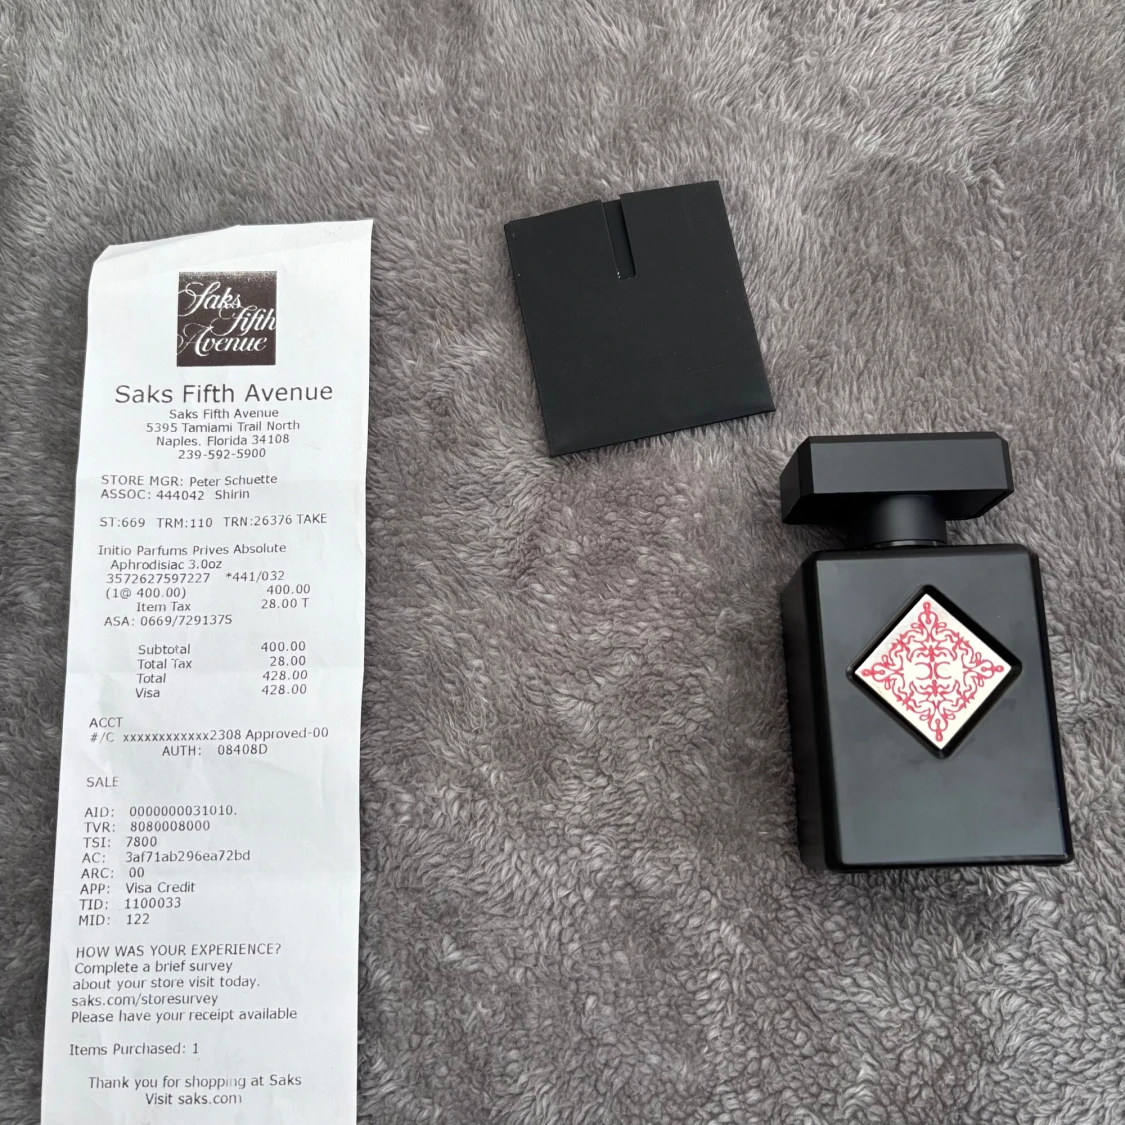 Saks
Fifth
Avenue
Saks Fifth Avenue
Saks Fifth Avenue
5395 Tamiami Trail North
Naples. Florida 34108
239-592-5900
STORE MGR: Peter Schuette
ASSOC: 444042 Shirin
ST:669 TRM:110 TRN:26376 TAKE
Initio Parfums Prives Absolute
Aphrodisiac 3.0oz
3572627597227 *441/032
(1@ 400.00) 400.00
Item Tax 28.00 T
ASA: 0669/729137S
Subtotal 400.00
Total Tax 28.00
Total 428.00
Visa 428.00
ACCT
#/C xxxxxxxxxxxx2308 Approved-00
AUTH: 08408D
SALE
AID: 0000000031010.
TVR: 8080008000
TSI: 7800
AC: 3af71ab296ea72bd
ARC: 00
APP: Visa Credit
TID: 1100033
MID: 122
HOW WAS YOUR EXPERIENCE?
Complete a brief survey
about your store visit today.
saks.com/storesurvey
Please have your receipt available
Items Purchased: 1
Thank you for shopping at Saks
Visit saks.com